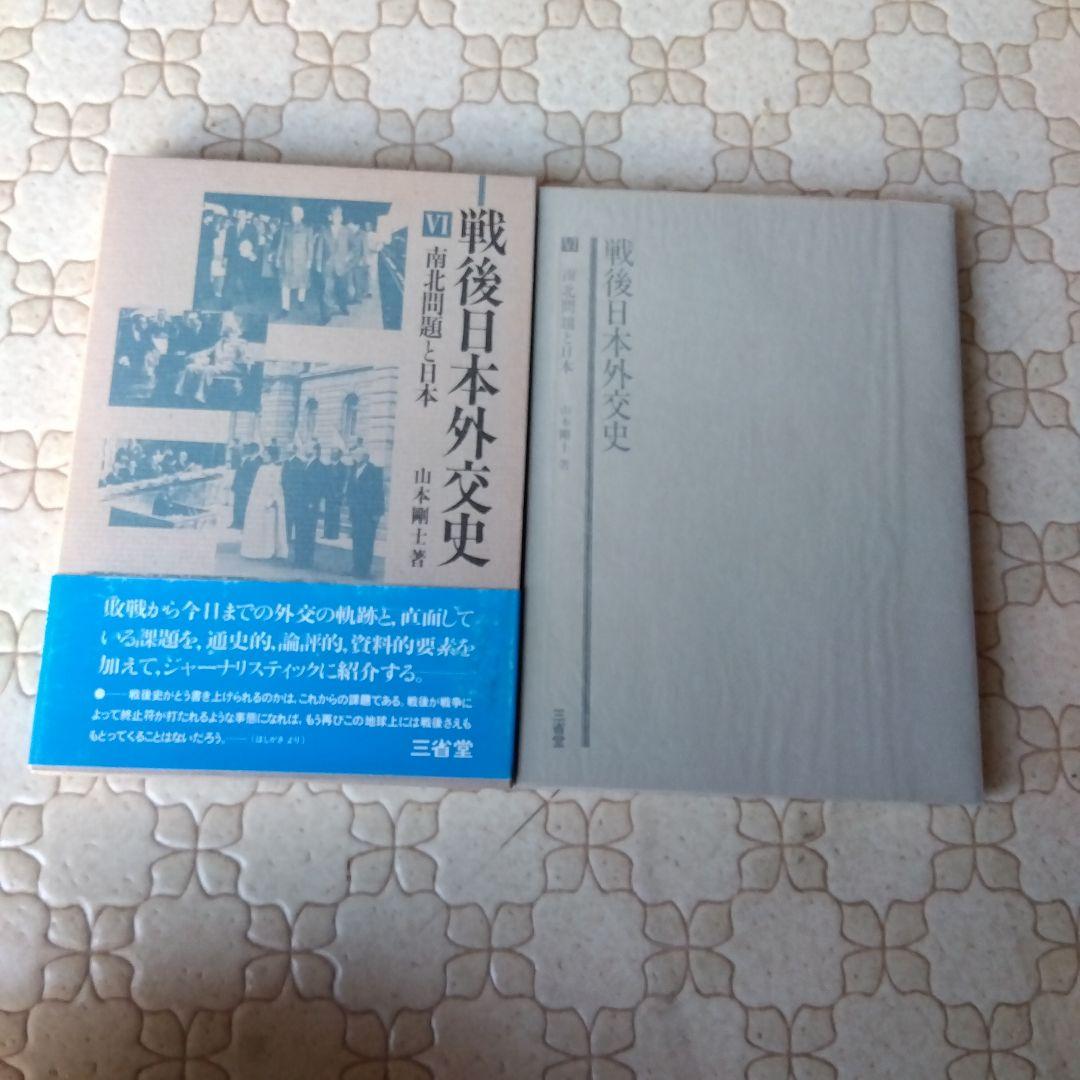 戦後日本外交史
VI 南北問題と日本
山本剛士著
敗戦から今日までの外交の軌跡と,直面して
いる課題を,通史的,論評的,資料的要素を
加えて,ジャーナリスティックに紹介する。
●――戦後史がどう書き上げられるのかは、これからの課題である。戦後が戦争に
よって終止符が打たれるような事態になれば、もう再びこの地球上には戦後さえも
もどってくることはないだろう。――(はしがきより)
三省堂
戦後日本外交史
VI 南北問題と日本
山本剛士著
三省堂